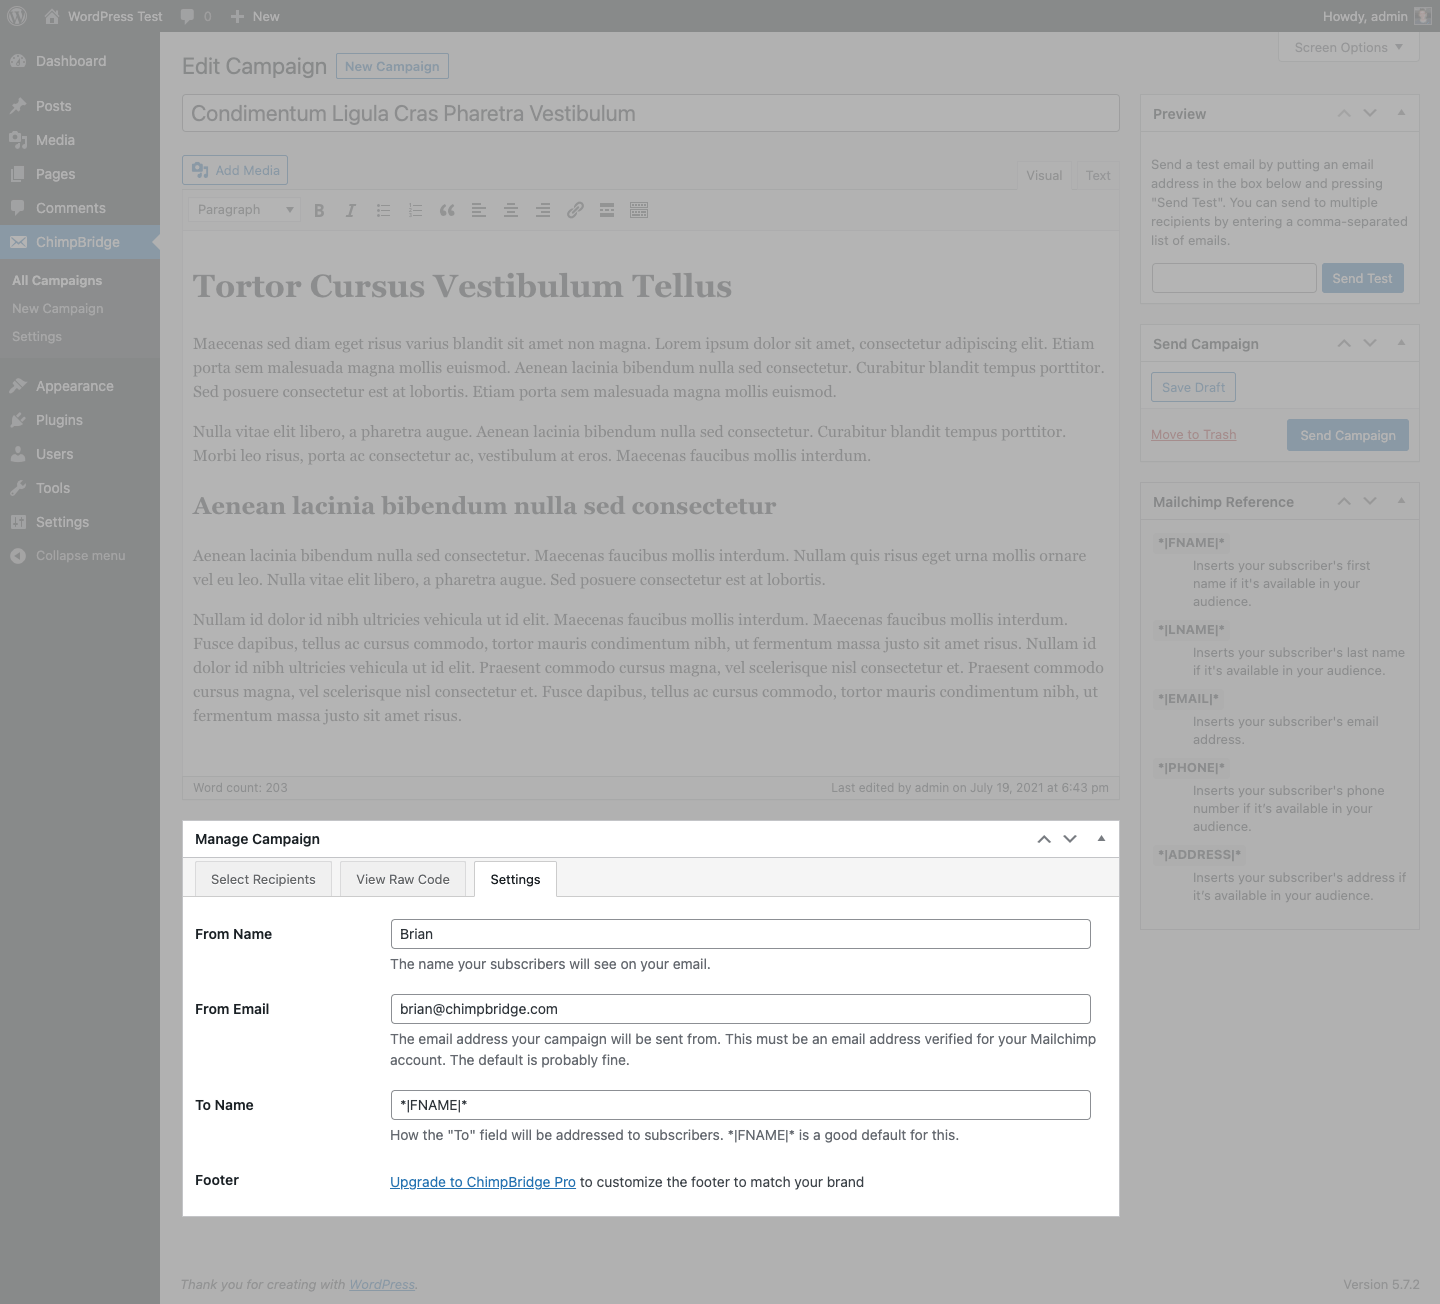 WordPress Test
0
New
Howdy, admin
Dashboard
Posts
Media
Pages
Comments
ChimpBridge
All Campaigns
New Campaign
Settings
Appearance
Plugins
Users
Tools
Settings
Collapse menu
Screen Options
Edit Campaign
New Campaign
Condimentum Ligula Cras Pharetra Vestibulum
Add Media
Visual
Text
Paragraph
B
I
Tortor Cursus Vestibulum Tellus
Maecenas sed diam eget risus varius blandit sit amet non magna. Lorem ipsum dolor sit amet, consectetur adipiscing elit. Etiam
porta sem malesuada magna mollis euismod. Aenean lacinia bibendum nulla sed consectetur. Curabitur blandit tempus porttitor.
Sed posuere consectetur est at lobortis. Etiam porta sem malesuada magna mollis euismod.
Nulla vitae elit libero, a pharetra augue. Aenean lacinia bibendum nulla sed consectetur. Curabitur blandit tempus porttitor.
Morbi leo risus, porta ac consectetur ac, vestibulum at eros. Maecenas faucibus mollis interdum.
Aenean lacinia bibendum nulla sed consectetur
Aenean lacinia bibendum nulla sed consectetur. Maecenas faucibus mollis interdum. Nullam quis risus eget urna mollis ornare
vel eu leo. Nulla vitae elit libero, a pharetra augue. Sed posuere consectetur est at lobortis.
Nullam id dolor id nibh ultricies vehicula ut id elit. Maecenas faucibus mollis interdum. Maecenas faucibus mollis interdum.
Fusce dapibus, tellus ac cursus commodo, tortor mauris condimentum nibh, ut fermentum massa justo sit amet risus. Nullam id
dolor id nibh ultricies vehicula ut id elit. Praesent commodo cursus magna, vel scelerisque nisl consectetur et. Praesent commodo
cursus magna, vel scelerisque nisl consectetur et. Fusce dapibus, tellus ac cursus commodo, tortor mauris condimentum nibh, ut
fermentum massa justo sit amet risus.
Word count: 203
Last edited by admin on July 19, 2021 at 6:43 pm
Preview
Send a test email by putting an email
address in the box below and pressing
"Send Test". You can send to multiple
recipients by entering a comma-separated
list of emails.
Send Test
Send Campaign
Save Draft
Move to Trash
Send Campaign
Mailchimp Reference
*|FNAME|*
Inserts your subscriber's first
name if it's available in your
audience.
*|LNAME|*
Inserts your subscriber's last name
if it's available in your audience.
*|EMAIL|*
Inserts your subscriber's email
address.
*|PHONE|*
Inserts your subscriber's phone
number if it's available in your
audience.
*|ADDRESS|*
Inserts your subscriber's address if
it's available in your audience.
Manage Campaign
Select Recipients
View Raw Code
Settings
From Name
Brian
The name your subscribers will see on your email.
From Email
brian@chimpbridge.com
The email address your campaign will be sent from. This must be an email address verified for your Mailchimp
account. The default is probably fine.
To Name
*|FNAME|*
How the "To" field will be addressed to subscribers. *|FNAME|* is a good default for this.
Footer
Upgrade to ChimpBridge Pro to customize the footer to match your brand
Thank you for creating with WordPress.
Version 5.7.2